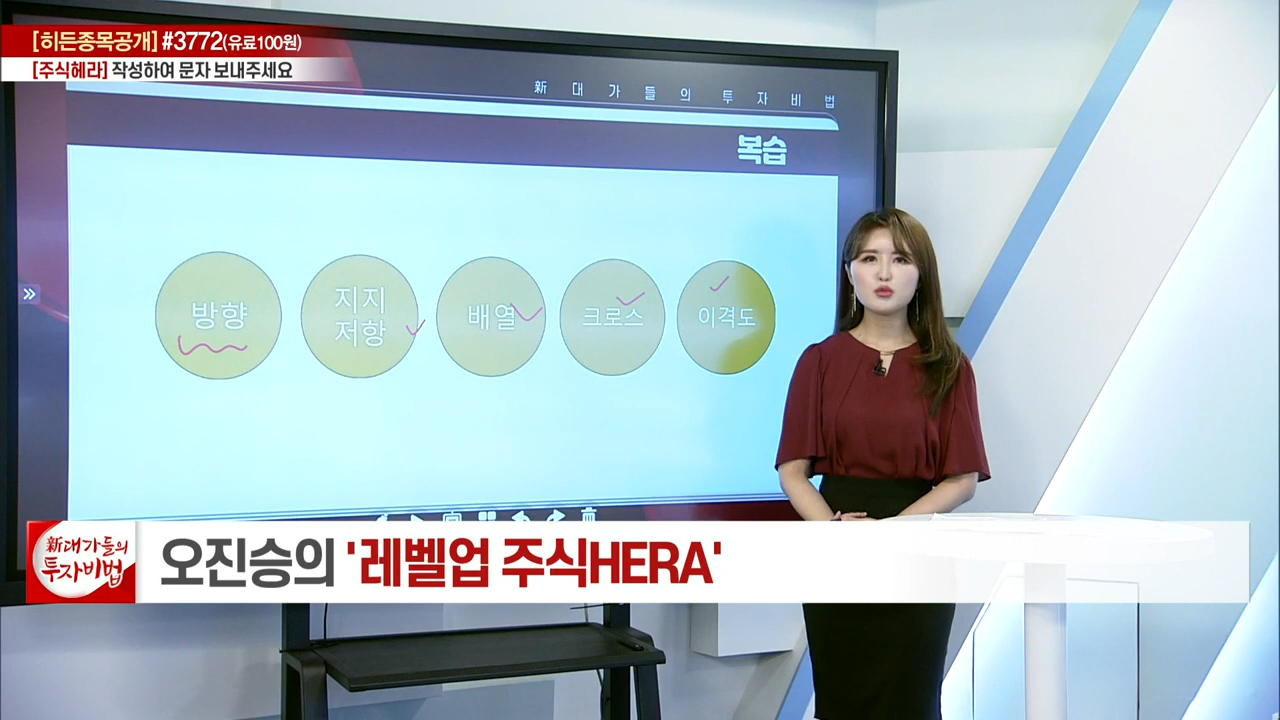 [히든종목공개] #3772(유료100원)
[주식헤라] 작성하여 문자 보내주세요
新 대 가 들 의 투 자 비 법
복습
방향
지지
저항
배열
크로스
이격도
新대가들의
투자비법
오진승의 '레벨업 주식HERA'